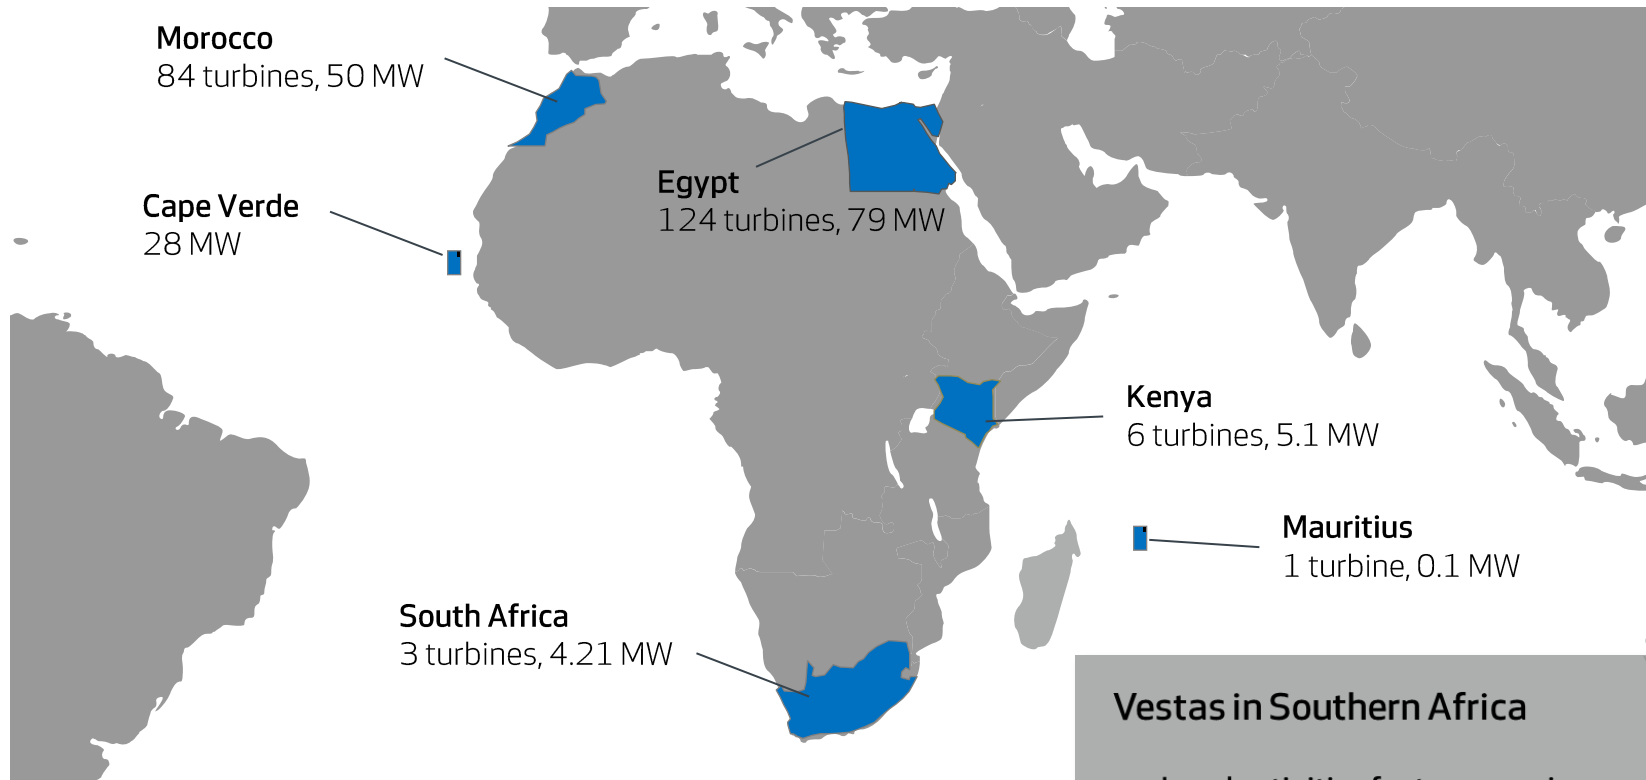 Morocco
84 turbines, 50 MW
Cape Verde
28 MW
Egypt
124 turbines, 79 MW
Kenya
6 turbines, 5.1 MW
Mauritius
1 turbine, 0.1 MW
South Africa
3 turbines, 4.21 MW
Vestas in Southern Africa